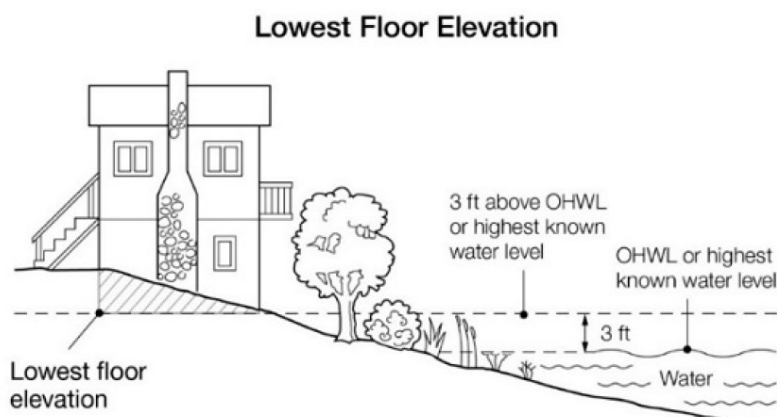 Lowest Floor Elevation
3 ft above OHWL
or highest known
water level
OHWL or highest
known water level
3 ft
Water
Lowest floor
elevation